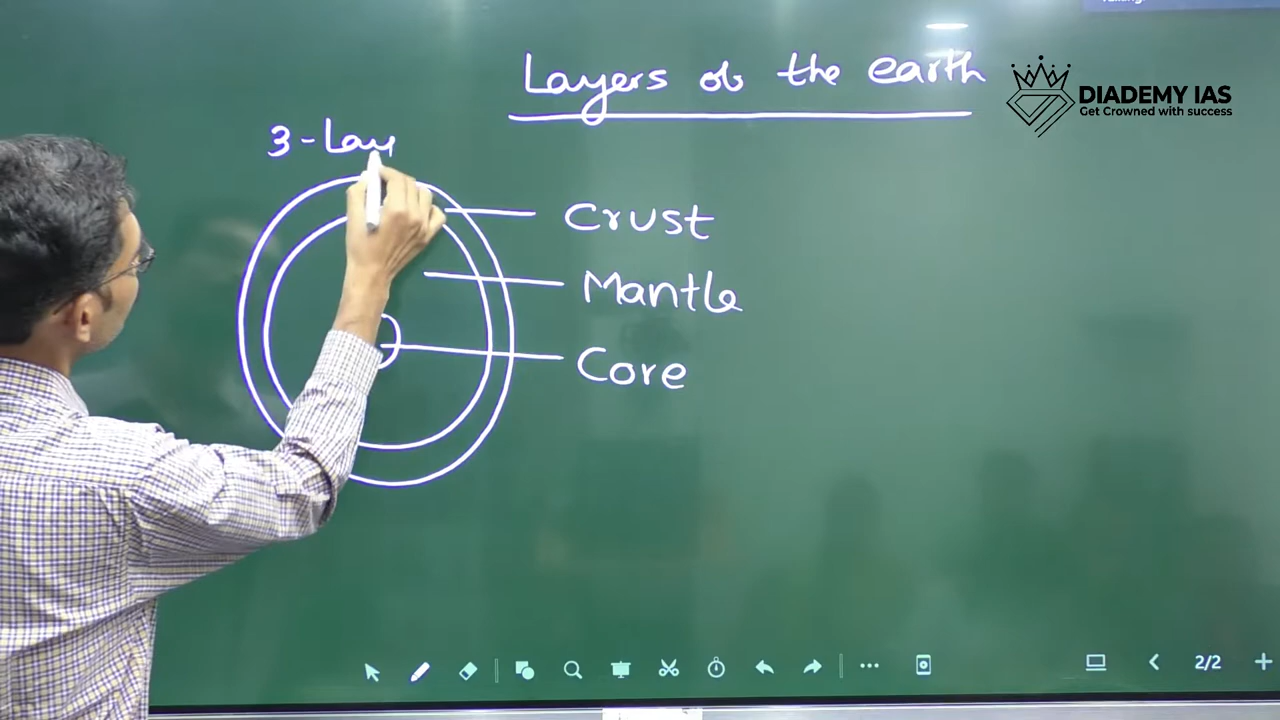 Layers of the earth
DIADEMY IAS
Get Crowned with success
3-Lay
Crust
Mantle
Core
2/2